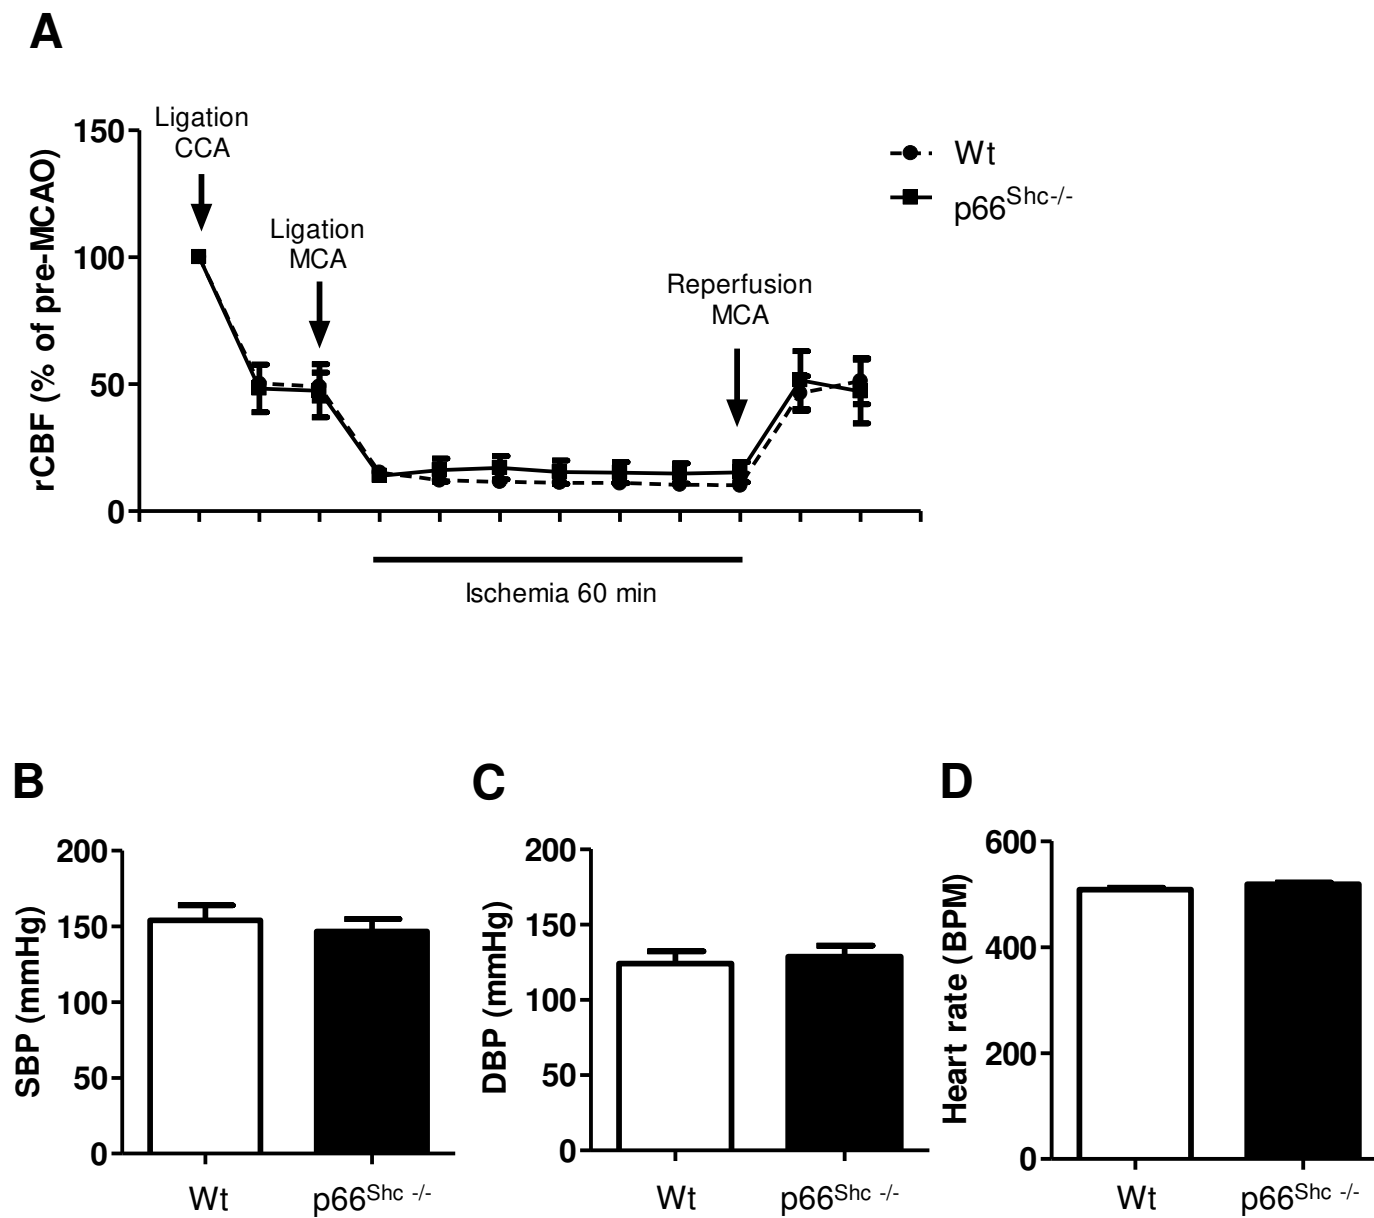 A
Ligation
CCA
Ligation
MCA
Reperfusion
MCA
Wt
p66Shc-/-
rCBF (% of pre-MCAO)
150
100
50
0
Ischemia 60 min
B
SBP (mmHg)
200
150
100
50
0
Wt
p66Shc -/-
C
DBP (mmHg)
200
150
100
50
0
Wt
p66Shc -/-
D
Heart rate (BPM)
600
400
200
0
Wt
p66Shc -/-